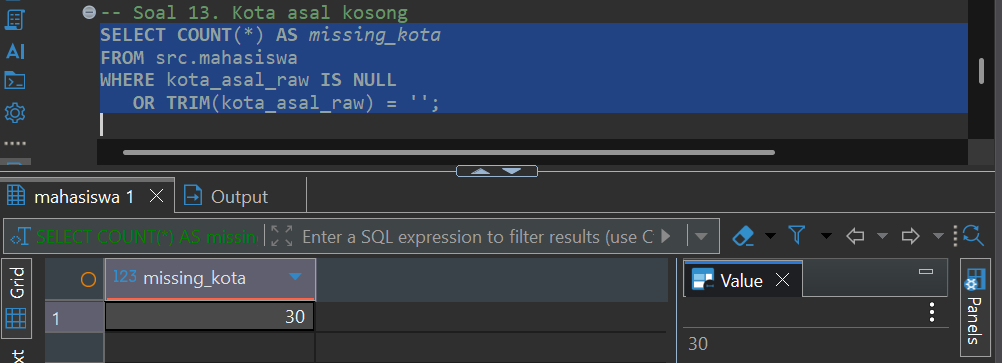 -- Soal 13. Kota asal kosong
SELECT COUNT(*) AS missing_kota
FROM src.mahasiswa
WHERE kota_asal_raw IS NULL
OR TRIM(kota_asal_raw) = '';
AI
mahasiswa 1
Output
SELECT COUNT(*) AS missin
Enter a SQL expression to filter results (use C
Grid
123 missing_kota
1
30
xt
Value
30
Panels